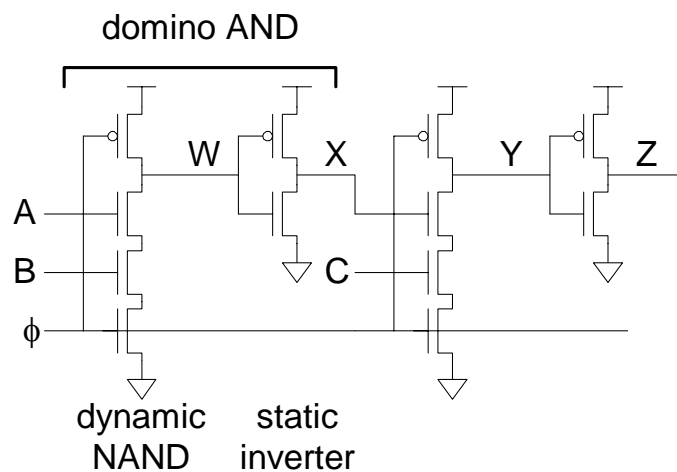 domino AND
W
X
Y
Z
A
B
C
ϕ
dynamic
NAND
static
inverter